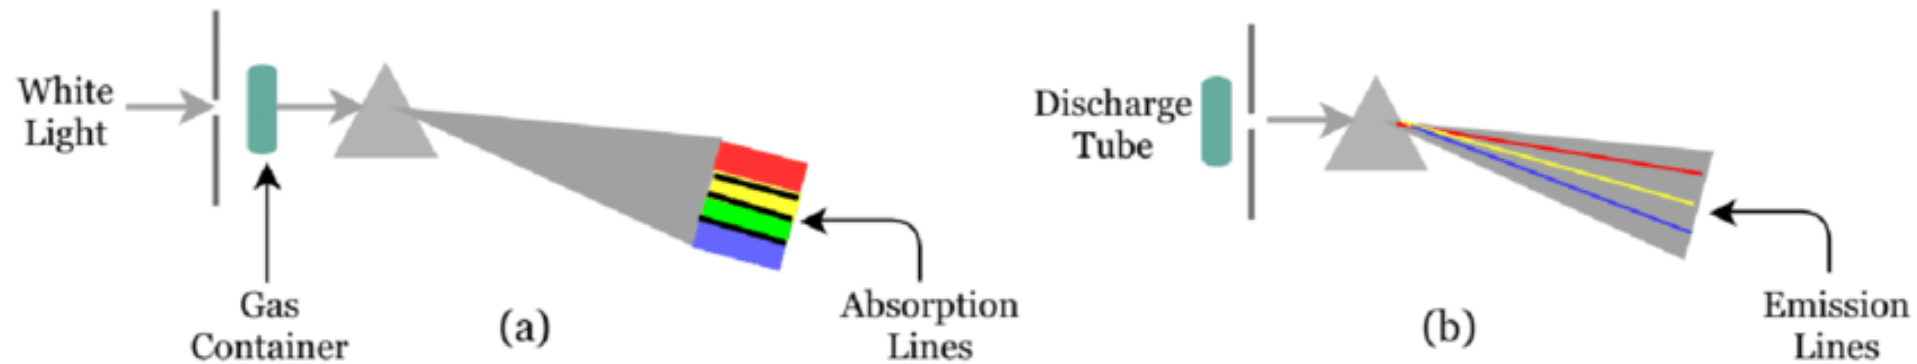 White
Light
Gas
Container
(a)
Absorption
Lines
Discharge
Tube
(b)
Emission
Lines